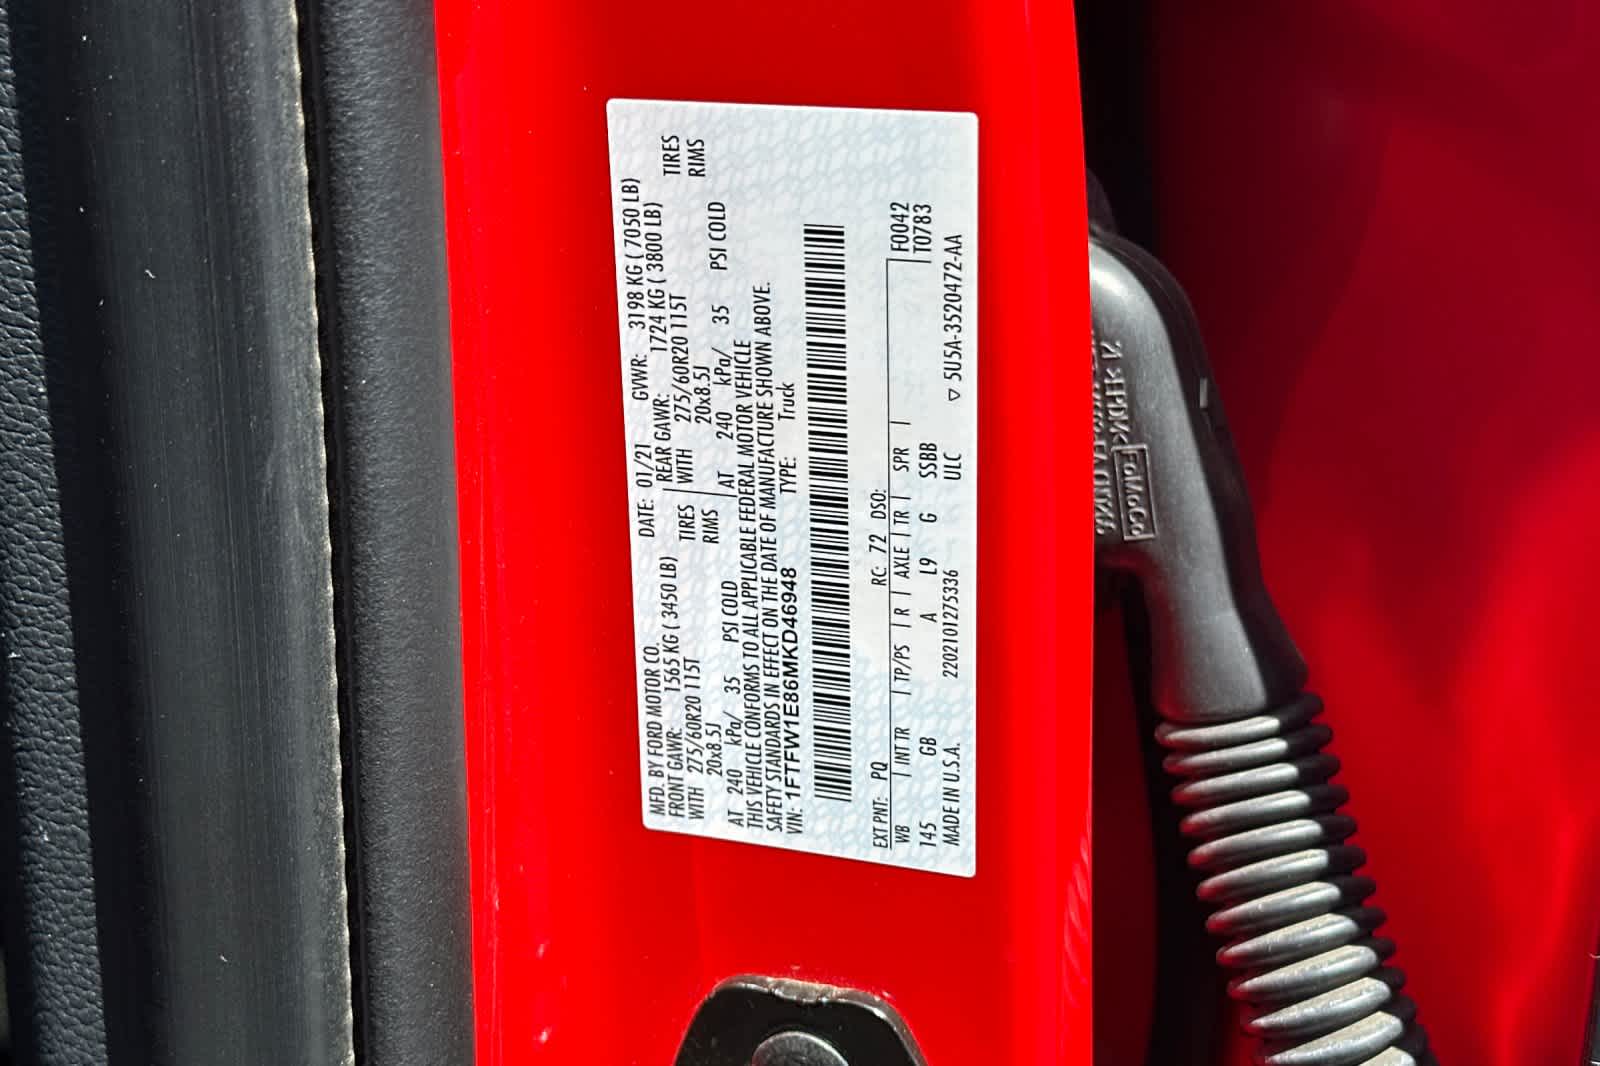 MFD. BY FORD MOTOR CO.
DATE: 01/21 GVWR: 3198 KG ( 7050 LB)
FRONT GAWR: 1565 KG ( 3450 LB) REAR GAWR: 1724 KG ( 3800 LB)
WITH 275/60R20 115T TIRES WITH 275/60R20 115T TIRES
20x8.5J RIMS 20x8.5J RIMS
AT 240 kPa/ 35 PSI COLD AT 240 kPa/ 35 PSI COLD
THIS VEHICLE CONFORMS TO ALL APPLICABLE FEDERAL MOTOR VEHICLE
SAFETY STANDARDS IN EFFECT ON THE DATE OF MANUFACTURE SHOWN ABOVE.
VIN: 1FTFW1E86MKD46948 TYPE: Truck
EXT PNT: PQ RC: 72 DSO: F0042
WB | INT TR | TP/PS | R | AXLE | TR | SPR | T0783
145 GB A L9 G SSBB
MADE IN U.S.A. 220210127533​6 ULC ▽ 5U5A-3520472-AA
>EPDM<
FoMoCo